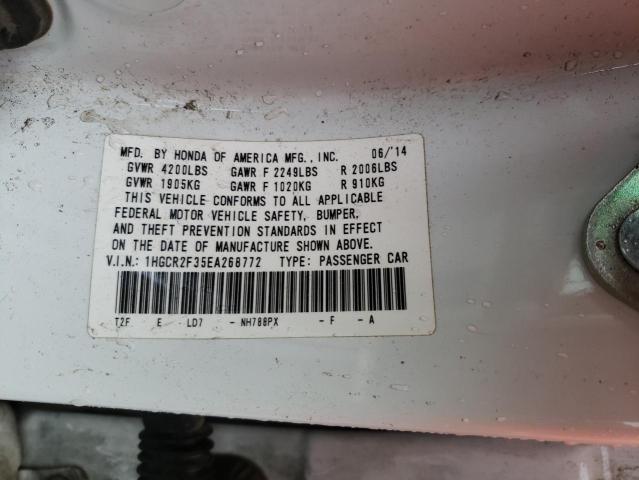 MFD. BY HONDA OF AMERICA MFG., INC. 06/'14
GVWR 4200LBS GAWR F 2249LBS R 2006LBS
GVWR 1905KG GAWR F 1020KG R 910KG
THIS VEHICLE CONFORMS TO ALL APPLICABLE
FEDERAL MOTOR VEHICLE SAFETY, BUMPER,
AND THEFT PREVENTION STANDARDS IN EFFECT
ON THE DATE OF MANUFACTURE SHOWN ABOVE.
V.I.N.: 1HGCR2F35EA268772 TYPE: PASSENGER CAR
T2F E LD7 - NH788PX - F - A